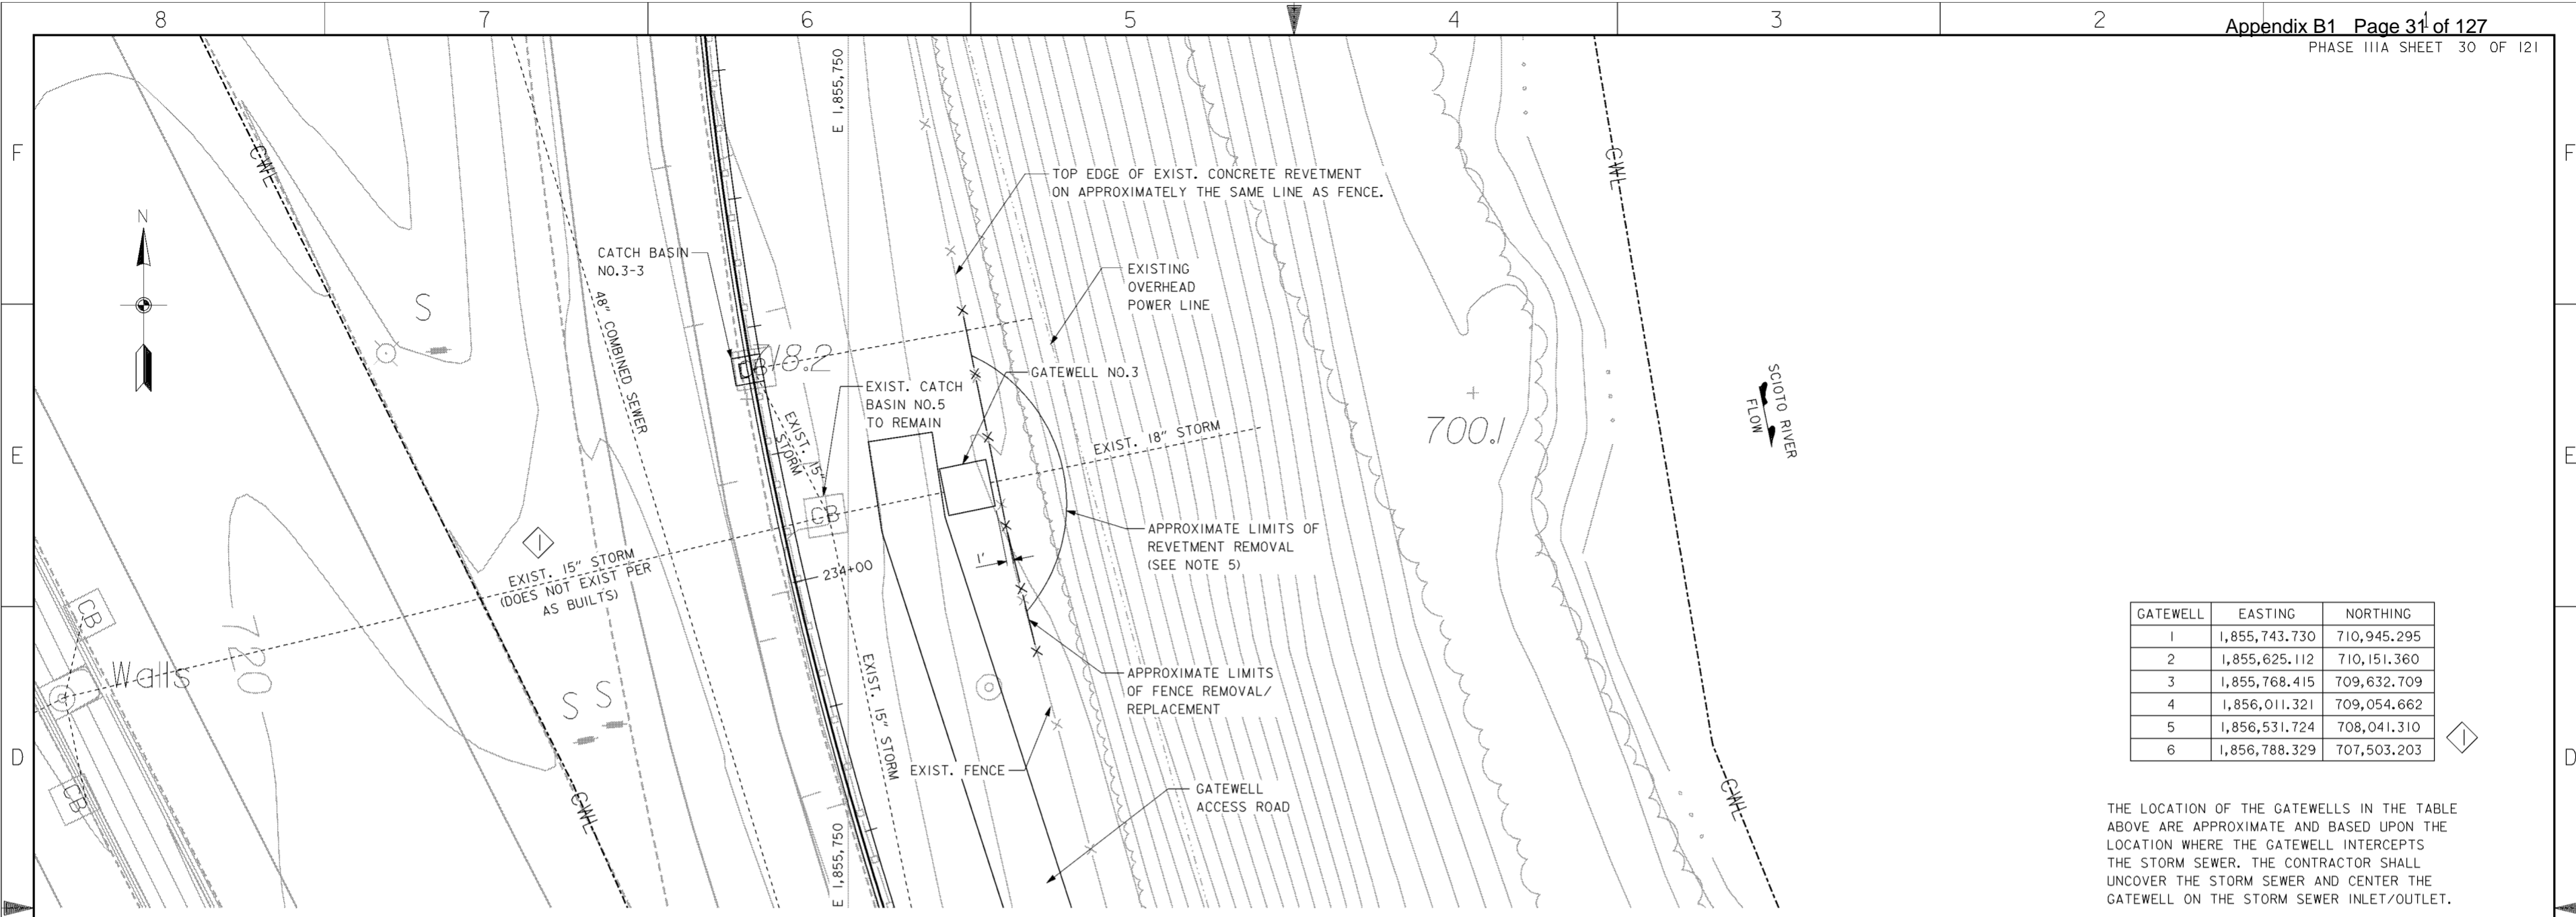 8 7 6 5 4 3 2 1
Appendix B1 Page 31 of 127
PHASE IIIA SHEET 30 OF 121
F
F
E
E
D
D
N
E 1,855,750
CWL
CWL
TOP EDGE OF EXIST. CONCRETE REVETMENT
ON APPROXIMATELY THE SAME LINE AS FENCE.
CATCH BASIN
NO.3-3
EXISTING
OVERHEAD
POWER LINE
S
48" COMBINED SEWER
718.2
GATEWELL NO.3
EXIST. CATCH
BASIN NO.5
TO REMAIN
EXIST. 15"
STORM
EXIST. 18" STORM
700.1
SCIOTO RIVER
FLOW
CB
1
EXIST. 15" STORM
(DOES NOT EXIST PER
AS BUILTS)
234+00
1'
APPROXIMATE LIMITS OF
REVETMENT REMOVAL
(SEE NOTE 5)
CB
Walls
720
S S
CB
EXIST. 15" STORM
APPROXIMATE LIMITS
OF FENCE REMOVAL/
REPLACEMENT
EXIST. FENCE
GATEWELL
ACCESS ROAD
CWL
CWL
E 1,855,750
GATEWELL EASTING NORTHING
1 1,855,743.730 710,945.295
2 1,855,625.112 710,151.360
3 1,855,768.415 709,632.709
4 1,856,011.321 709,054.662
5 1,856,531.724 708,041.310
6 1,856,788.329 707,503.203
1
THE LOCATION OF THE GATEWELLS IN THE TABLE
ABOVE ARE APPROXIMATE AND BASED UPON THE
LOCATION WHERE THE GATEWELL INTERCEPTS
THE STORM SEWER. THE CONTRACTOR SHALL
UNCOVER THE STORM SEWER AND CENTER THE
GATEWELL ON THE STORM SEWER INLET/OUTLET.